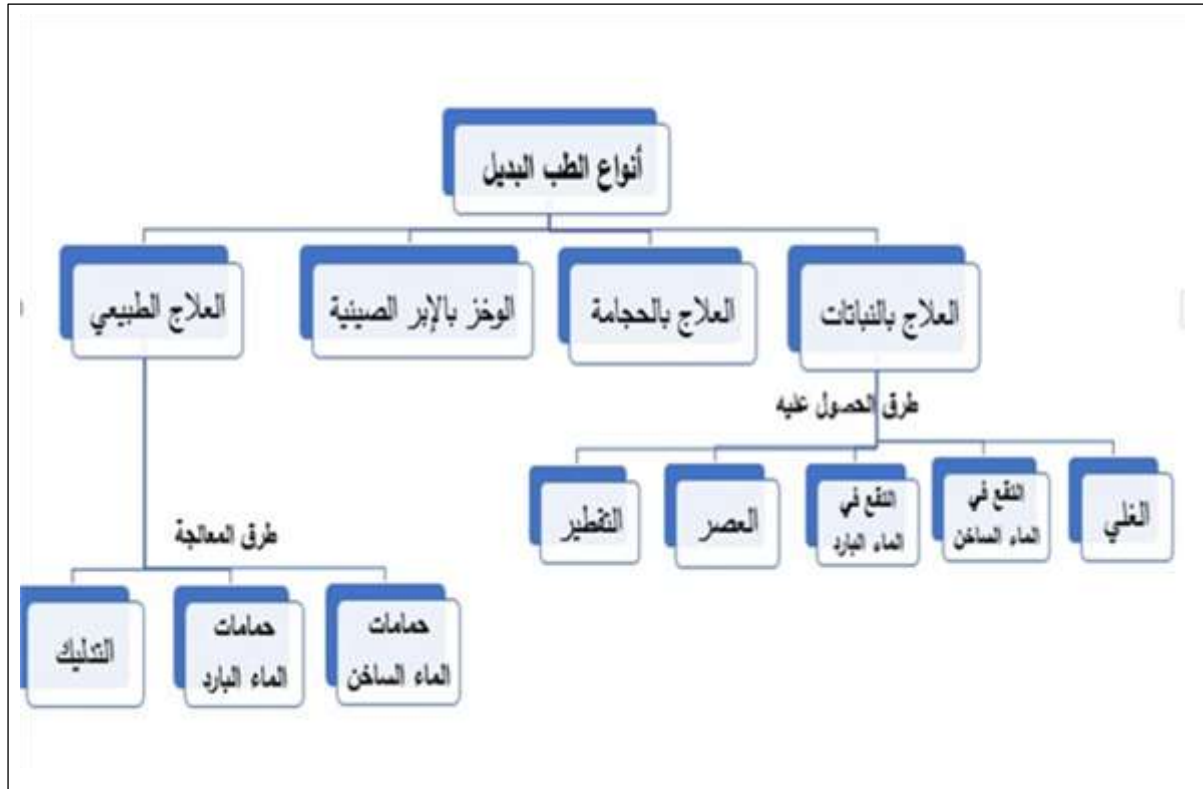 أنواع الطب البديل
العلاج بالنباتات
العلاج بالحجامة
الوخز بالإبر الصينية
العلاج الطبيعي
طرق الحصول عليه
الغلي
النقع في
الماء الساخن
النقع في
الماء البارد
العصر
التقطير
طرق المعالجة
حمامات
الماء الساخن
حمامات
الماء البارد
التدليك